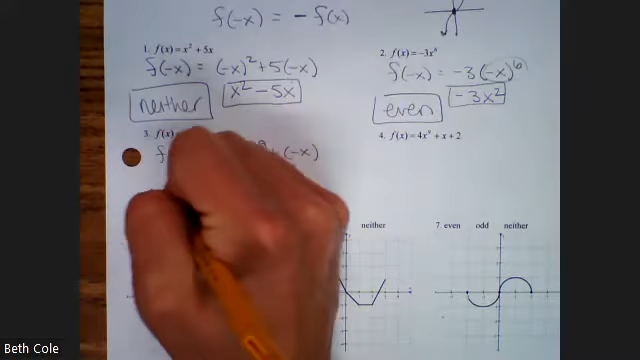 f(-x) = - f(x)
1. f(x) = x² + 5x
f(-x) = (-x)² + 5(-x)
x² - 5x
neither
2. f(x) = -3x⁶
f(-x) = -3(-x)⁶
-3x²
even
3. f(x)
f + (-x)
4. f(x) = 4x⁹ + x + 2
neither
7. even odd neither
Beth Cole